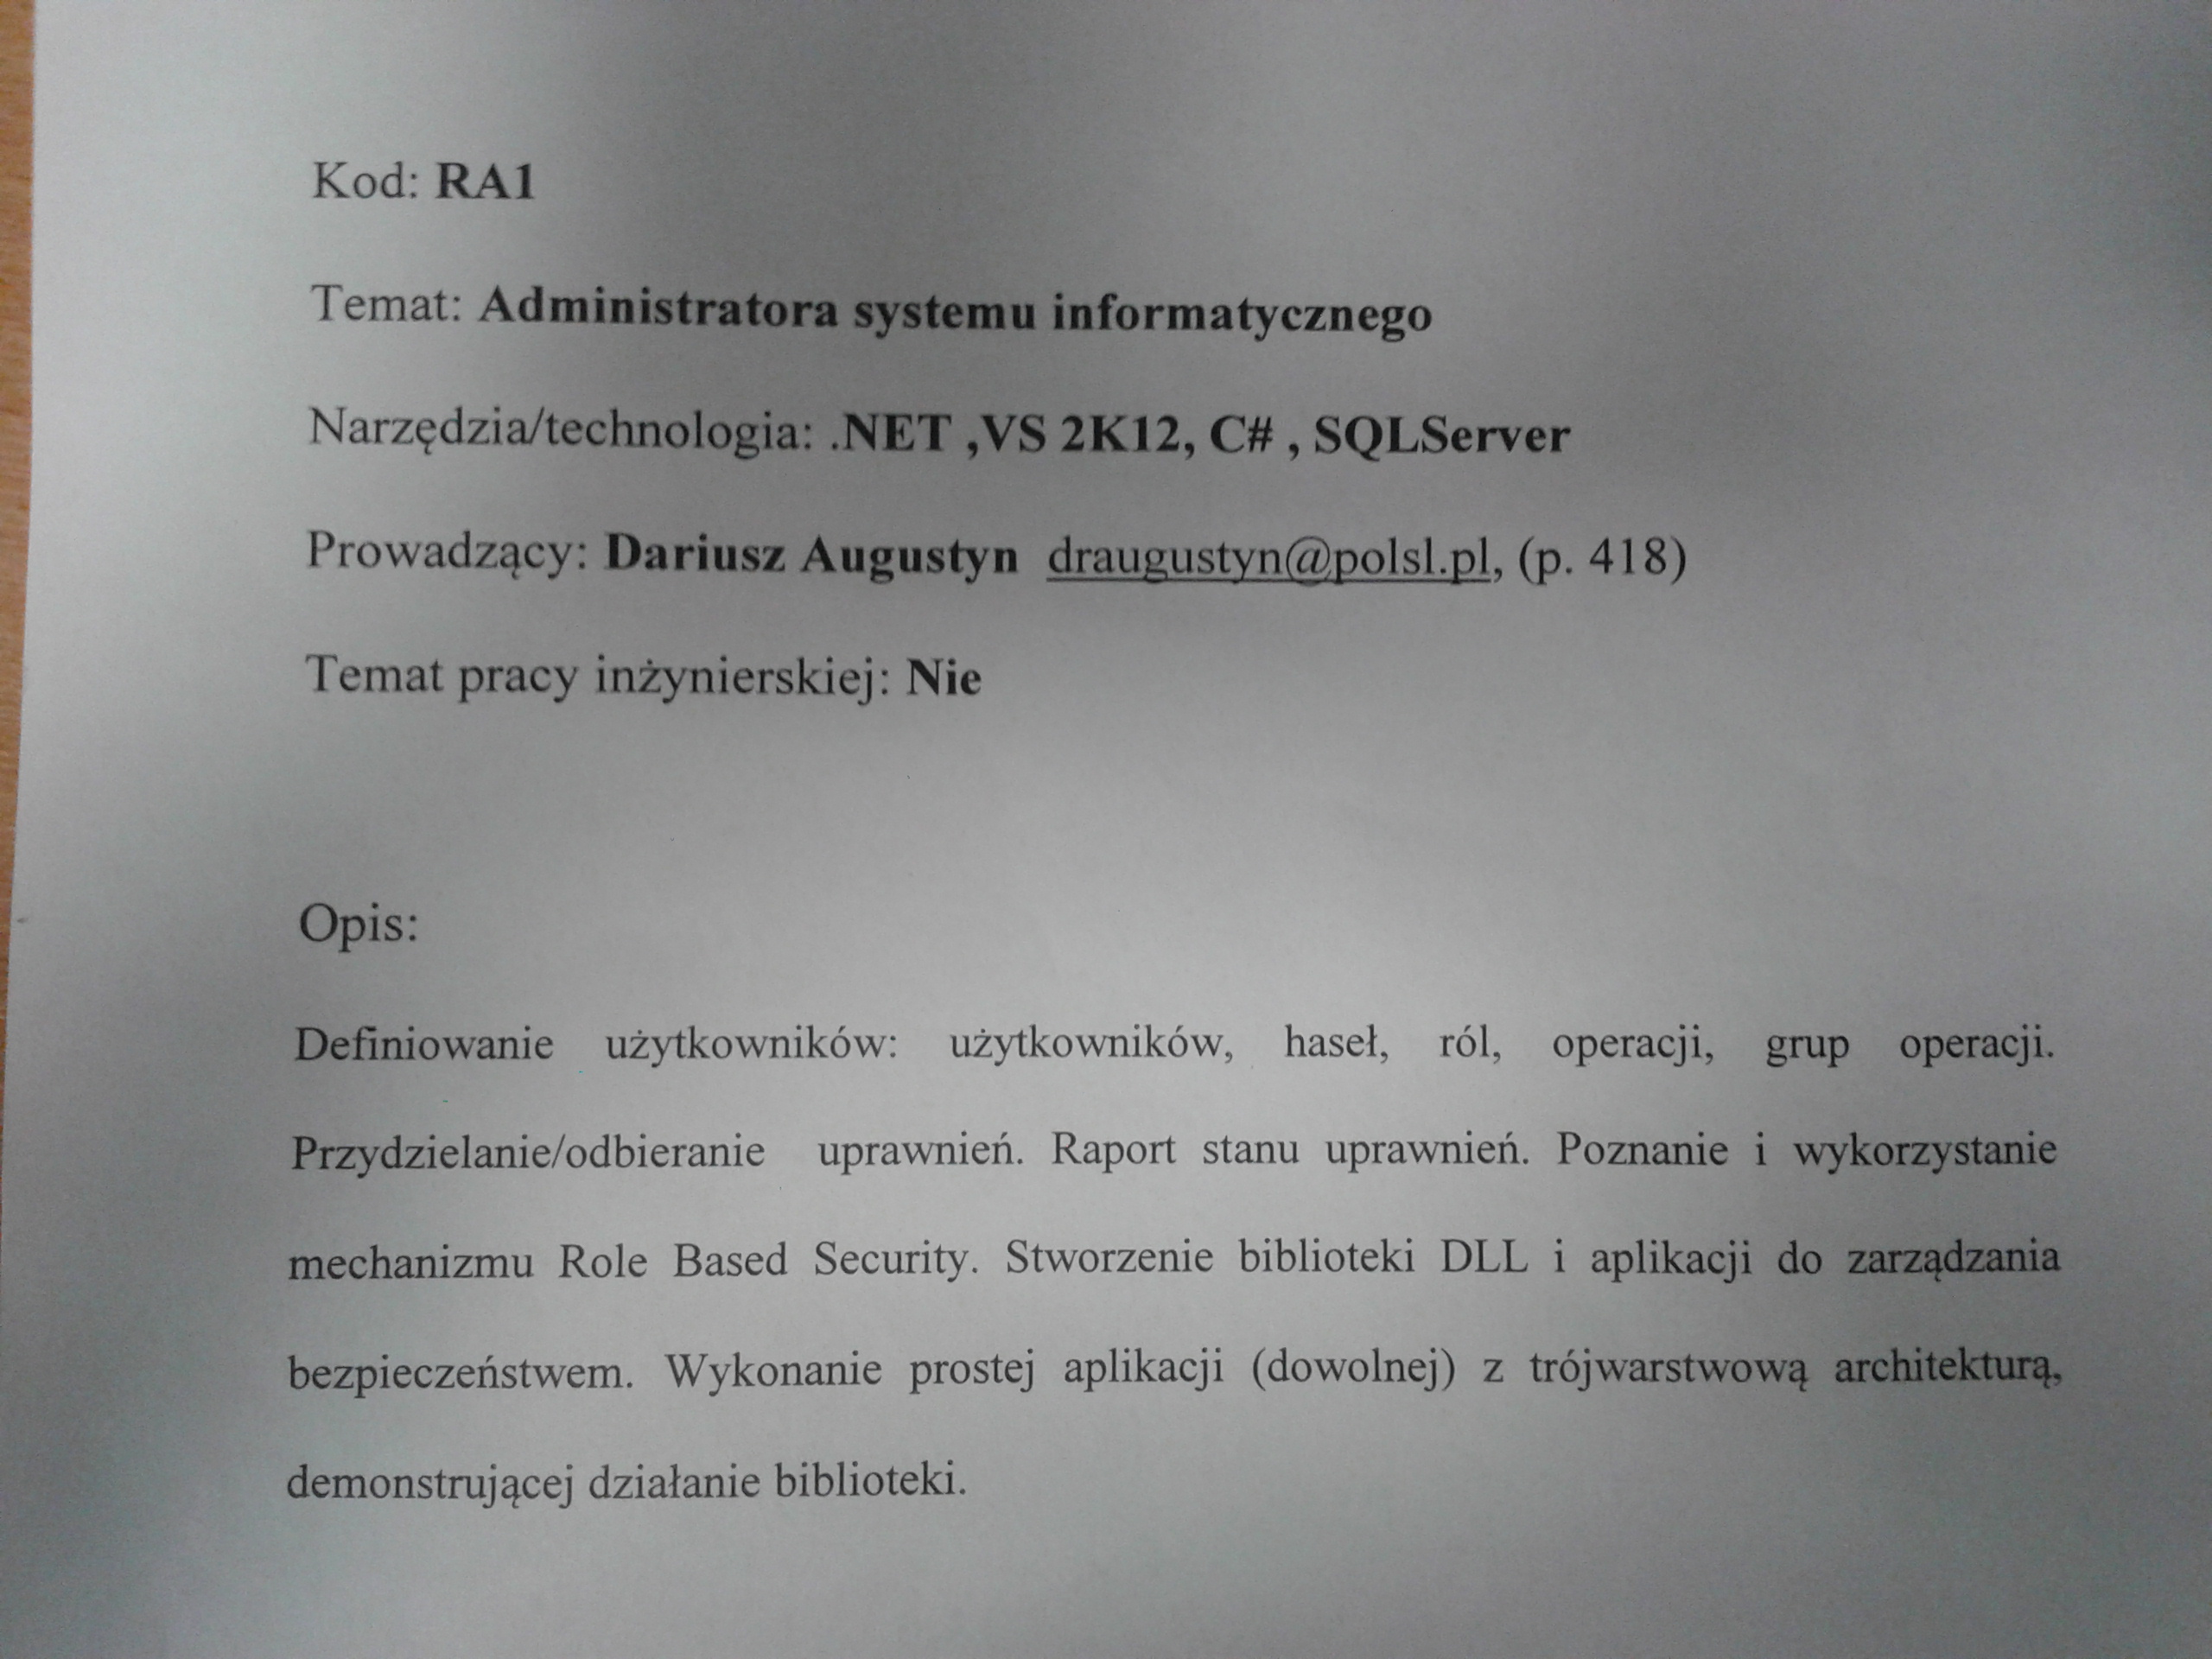 Kod: RA1
Temat: Administratora systemu informatycznego
Narzędzia/technologia: .NET ,VS 2K12, C# , SQLServer
Prowadzący: Dariusz Augustyn draugustyn@polsl.pl, (p. 418)
Temat pracy inżynierskiej: Nie
Opis:
Definiowanie użytkowników: użytkowników, haseł, ról, operacji, grup operacji.
Przydzielanie/odbieranie uprawnień. Raport stanu uprawnień. Poznanie i wykorzystanie
mechanizmu Role Based Security. Stworzenie biblioteki DLL i aplikacji do zarządzania
bezpieczeństwem. Wykonanie prostej aplikacji (dowolnej) z trójwarstwową architekturą,
demonstrującej działanie biblioteki.